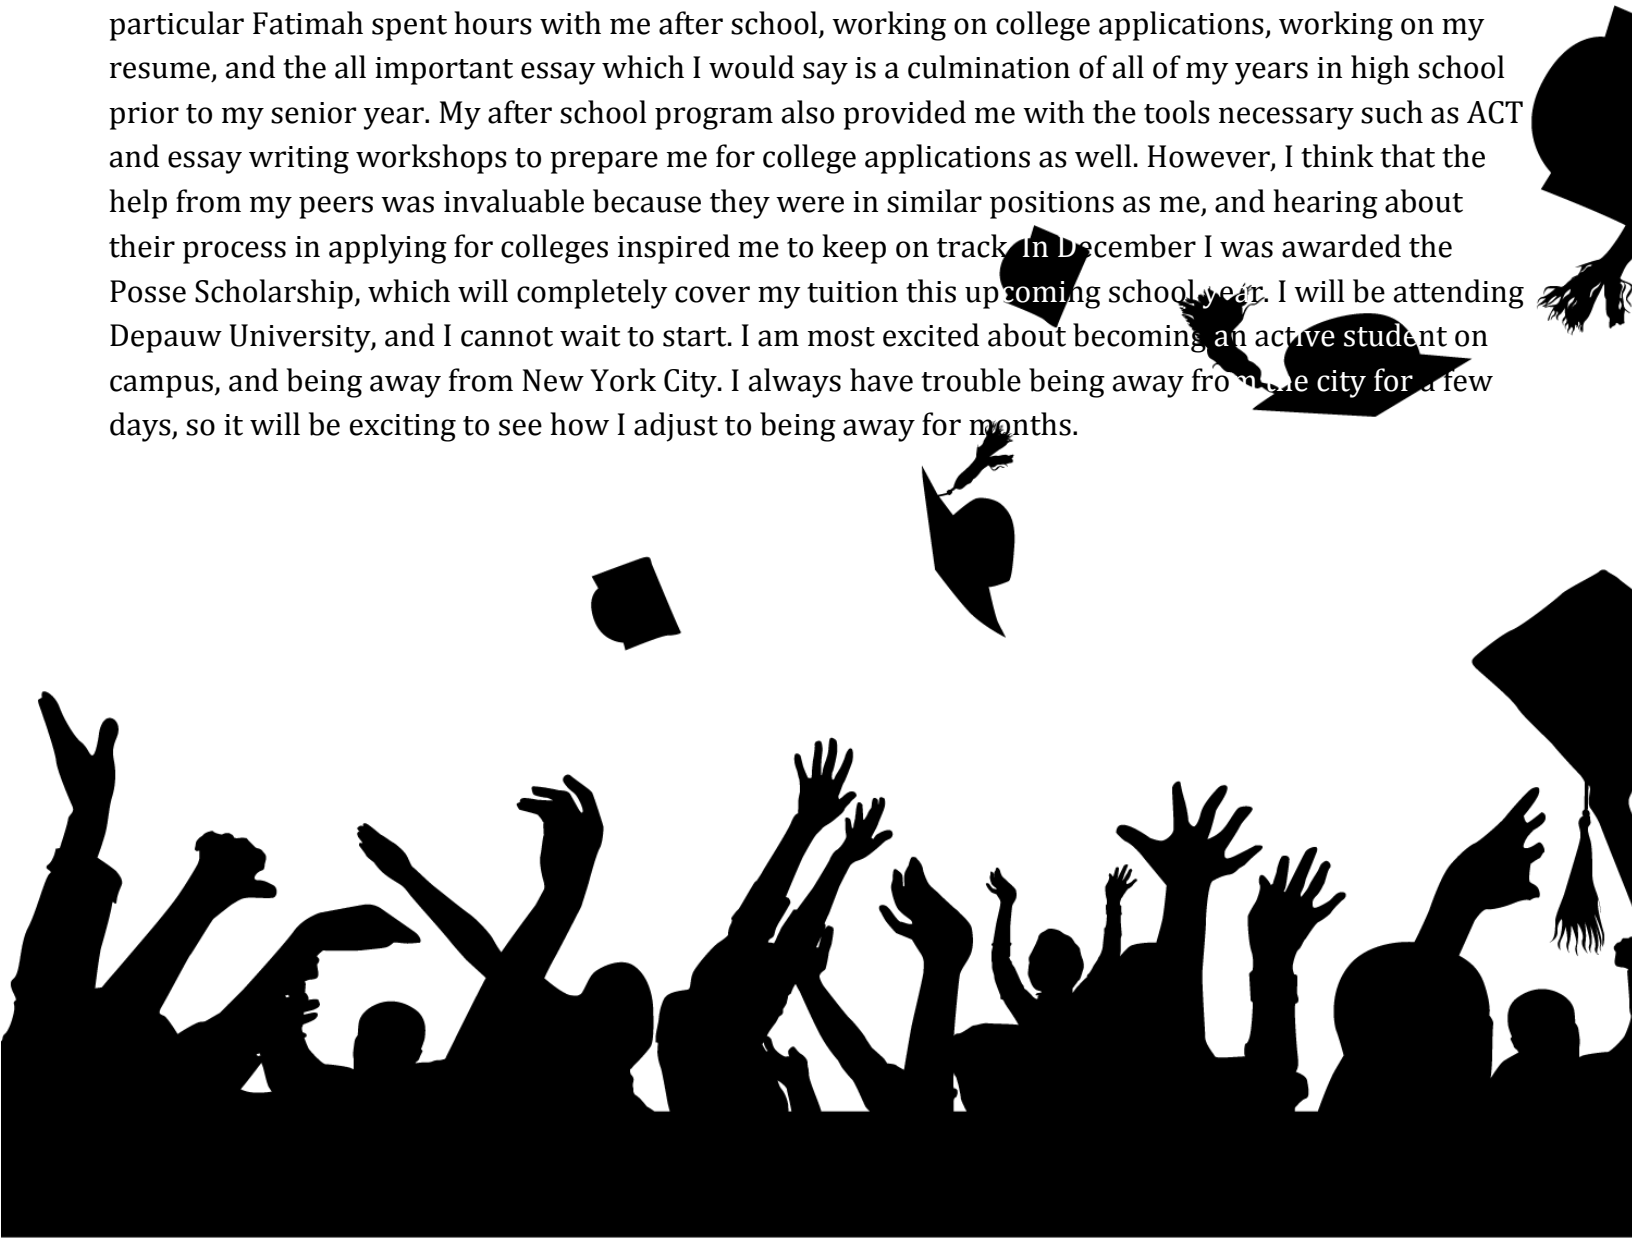 particular Fatimah spent hours with me after school, working on college applications, working on my
resume, and the all important essay which I would say is a culmination of all of my years in high school
prior to my senior year. My after school program also provided me with the tools necessary such as ACT
and essay writing workshops to prepare me for college applications as well. However, I think that the
help from my peers was invaluable because they were in similar positions as me, and hearing about
their process in applying for colleges inspired me to keep on track. In December I was awarded the
Posse Scholarship, which will completely cover my tuition this upcoming school year. I will be attending
Depauw University, and I cannot wait to start. I am most excited about becoming an active student on
campus, and being away from New York City. I always have trouble being away from the city for a few
days, so it will be exciting to see how I adjust to being away for months.